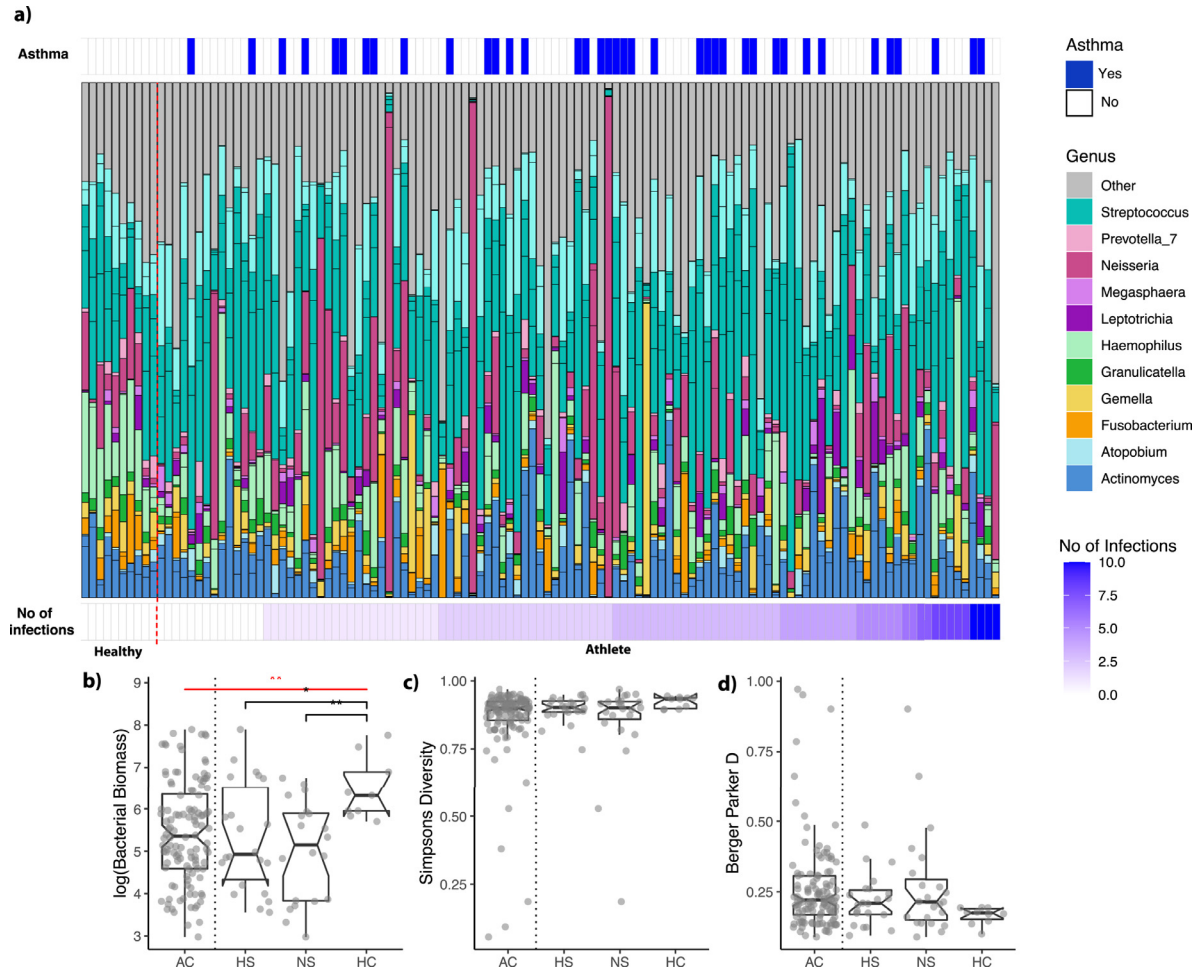 a)
Asthma
Asthma
Yes
No
Genus
Other
Streptococcus
Prevotella_7
Neisseria
Megasphaera
Leptotrichia
Haemophilus
Granulicatella
Gemella
Fusobacterium
Atopobium
Actinomyces
No of Infections
10.0
7.5
5.0
2.5
0.0
No of
infections
Healthy
Athlete
b)
log(Bacterial Biomass)
9
8
7
6
5
4
3
^^
*
**
AC
HS
NS
HC
c)
Simpsons Diversity
1.00
0.75
0.50
0.25
AC
HS
NS
HC
d)
Berger Parker D
1.00
0.75
0.50
0.25
AC
HS
NS
HC